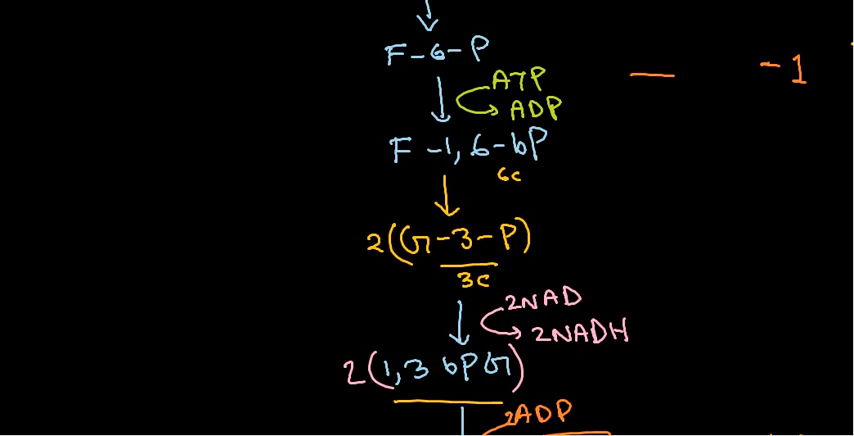 F-6-P
— -1
ATP
ADP
F-1,6-bP
6c
2(G-3-P)
3c
2NAD
2NADH
2(1,3 bPG)
2ADP